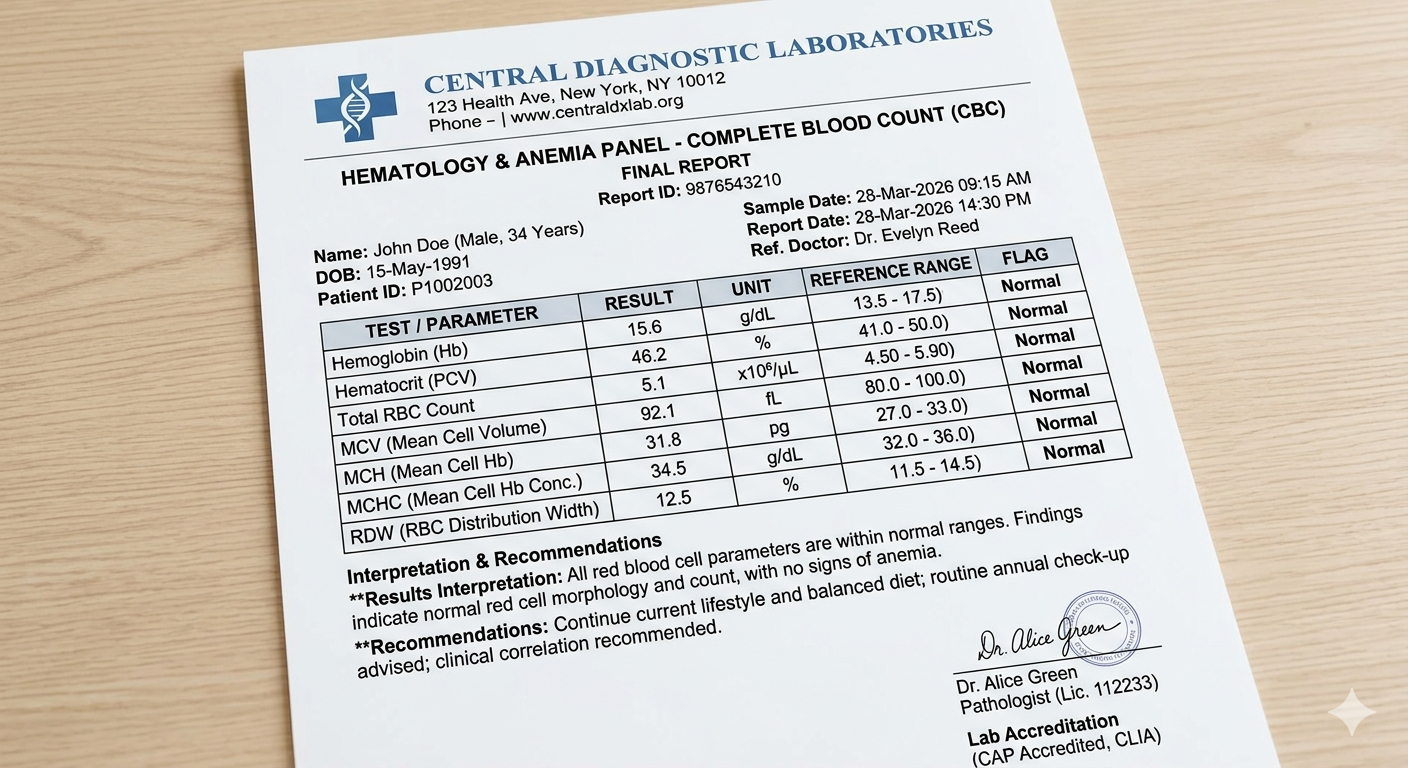 CENTRAL DIAGNOSTIC LABORATORIES
123 Health Ave, New York, NY 10012
Phone – | www.centraldxlab.org
HEMATOLOGY & ANEMIA PANEL - COMPLETE BLOOD COUNT (CBC)
FINAL REPORT
Report ID: 9876543210
Name: John Doe (Male, 34 Years)
DOB: 15-May-1991
Patient ID: P1002003
Sample Date: 28-Mar-2026 09:15 AM
Report Date: 28-Mar-2026 14:30 PM
Ref. Doctor: Dr. Evelyn Reed
TEST / PARAMETER RESULT UNIT REFERENCE RANGE FLAG
Hemoglobin (Hb) 15.6 g/dL 13.5 - 17.5) Normal
Hematocrit (PCV) 46.2 % 41.0 - 50.0) Normal
Total RBC Count 5.1 x10⁶/µL 4.50 - 5.90) Normal
MCV (Mean Cell Volume) 92.1 fL 80.0 - 100.0) Normal
MCH (Mean Cell Hb) 31.8 pg 27.0 - 33.0) Normal
MCHC (Mean Cell Hb Conc.) 34.5 g/dL 32.0 - 36.0) Normal
RDW (RBC Distribution Width) 12.5 % 11.5 - 14.5) Normal
Interpretation & Recommendations
**Results Interpretation: All red blood cell parameters are within normal ranges. Findings
indicate normal red cell morphology and count, with no signs of anemia.
**Recommendations: Continue current lifestyle and balanced diet; routine annual check-up
advised; clinical correlation recommended.
Dr. Alice Green
Dr. Alice Green
Pathologist (Lic. 112233)
Lab Accreditation
(CAP Accredited, CLIA)